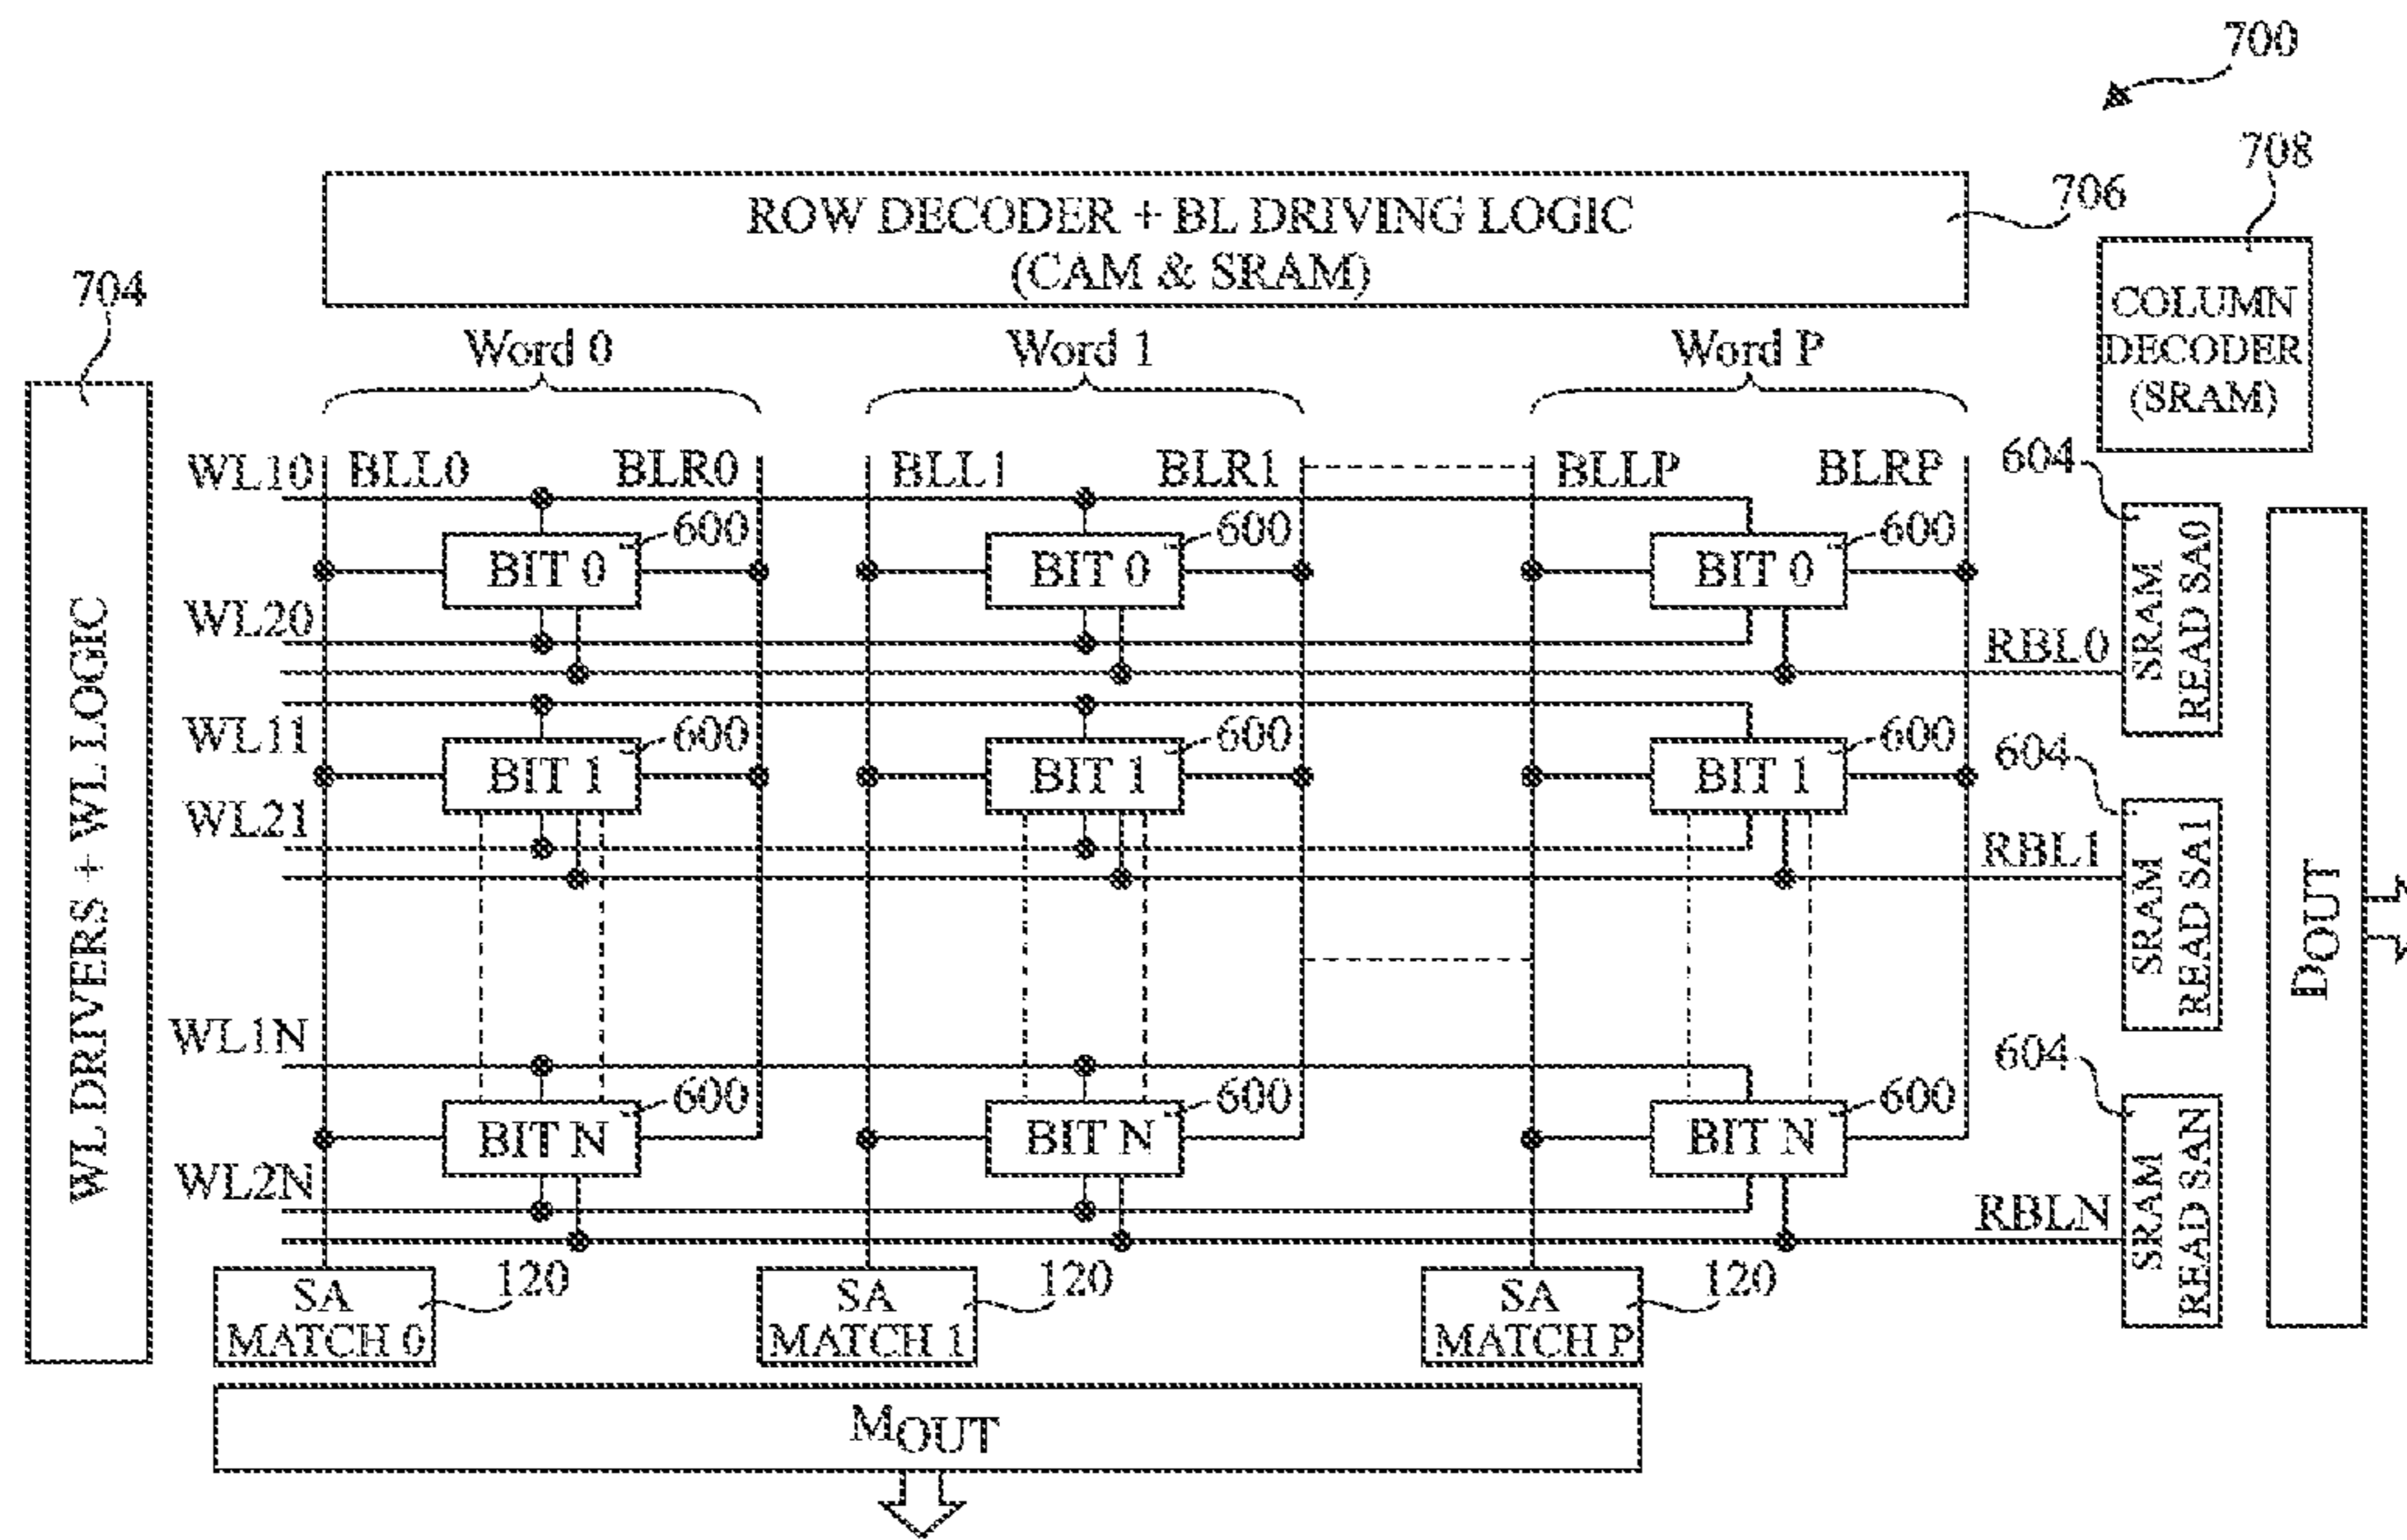 700
708
706
ROW DECODER + BL DRIVING LOGIC
(CAM & SRAM)
704
COLUMN
DECODER
(SRAM)
Word 0 Word 1 Word P
WL10 BLL0 BLR0 BLL1 BLR1 BLLP BLRP 604
600 600 600
BIT 0 BIT 0 BIT 0
WL20
RBL0
SRAM
READ SA0
WL11 600 600 600
BIT 1 BIT 1 BIT 1
604
WL21
RBL1
SRAM
READ SA1
WL DRIVERS + WL LOGIC
DOUT
WL1N
604
600 600 600
BIT N BIT N BIT N
WL2N
RBLN
SRAM
READ SAN
120 120 120
SA
MATCH 0
SA
MATCH 1
SA
MATCH P
MOUT